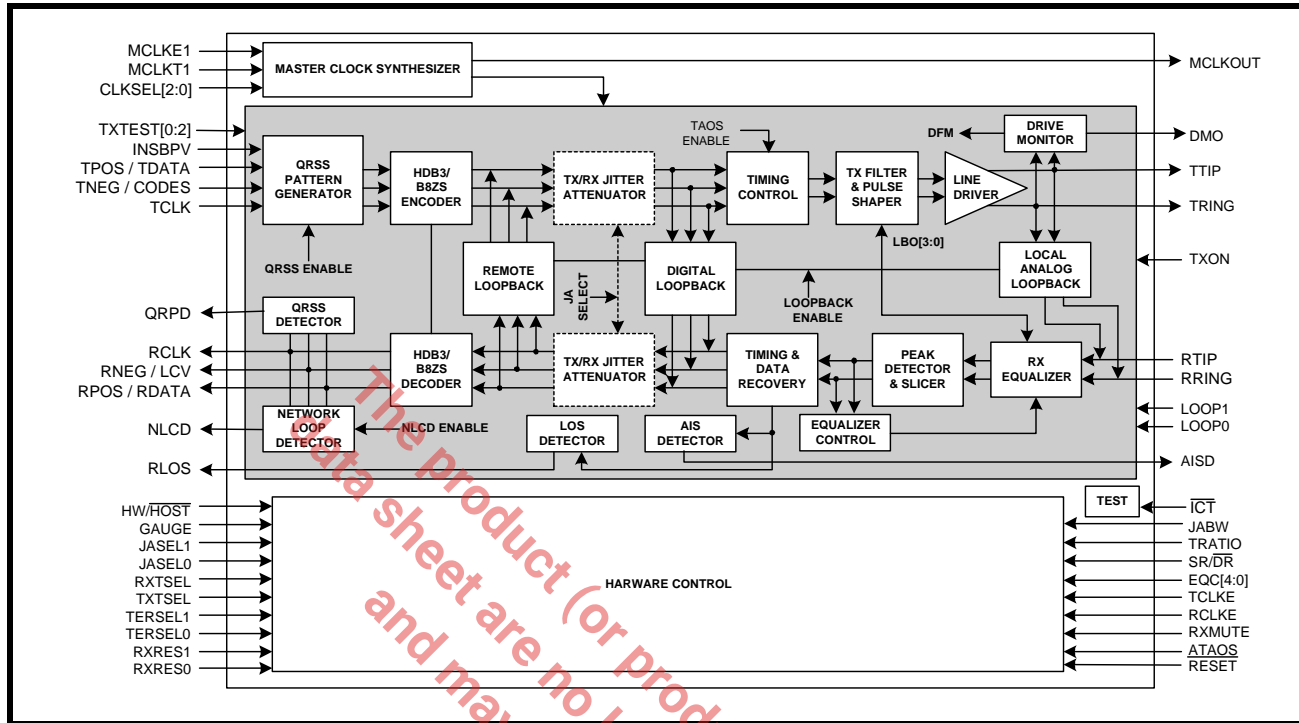 MCLKE1
MCLKT1
CLKSEL[2:0]
MASTER CLOCK SYNTHESIZER
MCLKOUT
TXTEST[0:2]
INSBPV
TPOS / TDATA
TNEG / CODES
TCLK
QRSS
PATTERN
GENERATOR
HDB3/
B8ZS
ENCODER
TX/RX JITTER
ATTENUATOR
TAOS
ENABLE
TIMING
CONTROL
TX FILTER
& PULSE
SHAPER
LINE
DRIVER
DFM
DRIVE
MONITOR
DMO
TTIP
TRING
TXON
QRSS ENABLE
REMOTE
LOOPBACK
JA
SELECT
DIGITAL
LOOPBACK
LOOPBACK
ENABLE
LBO[3:0]
LOCAL
ANALOG
LOOPBACK
QRPD
RCLK
RNEG / LCV
RPOS / RDATA
NLCD
RLOS
QRSS
DETECTOR
NETWORK
LOOP
DETECTOR
NLCD ENABLE
HDB3/
B8ZS
DECODER
TX/RX JITTER
ATTENUATOR
TIMING &
DATA
RECOVERY
PEAK
DETECTOR
& SLICER
RX
EQUALIZER
RTIP
RRING
LOOP1
LOOP0
LOS
DETECTOR
AIS
DETECTOR
EQUALIZER
CONTROL
AISD
HW/HOST
GAUGE
JASEL1
JASEL0
RXTSEL
TXTSEL
TERSEL1
TERSEL0
RXRES1
RXRES0
HARWARE CONTROL
TEST
ICT
JABW
TRATIO
SR/DR
EQC[4:0]
TCLKE
RCLKE
RXMUTE
ATAOS
RESET
The product (or prod
data sheet are no
and may